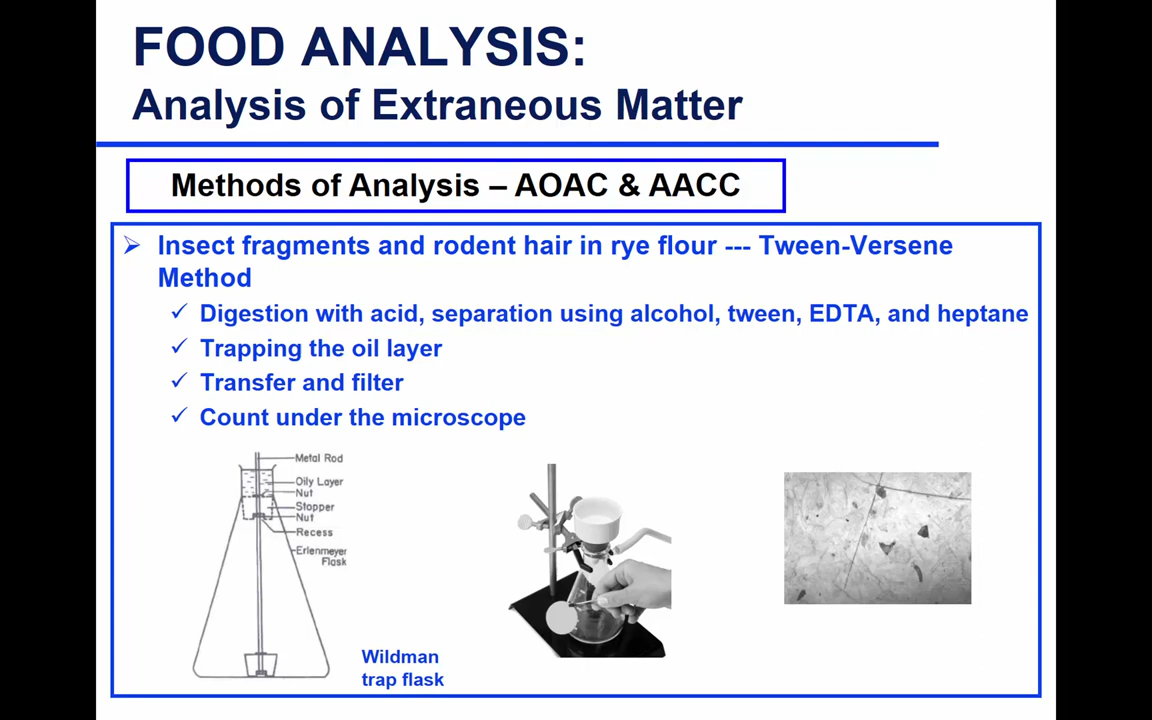 FOOD ANALYSIS:
Analysis of Extraneous Matter
Methods of Analysis – AOAC & AACC
Insect fragments and rodent hair in rye flour --- Tween-Versene
Method
Digestion with acid, separation using alcohol, tween, EDTA, and heptane
Trapping the oil layer
Transfer and filter
Count under the microscope
Metal Rod
Oily Layer
Nut
Stopper
Nut
Recess
Erlenmeyer
Flask
Wildman
trap flask